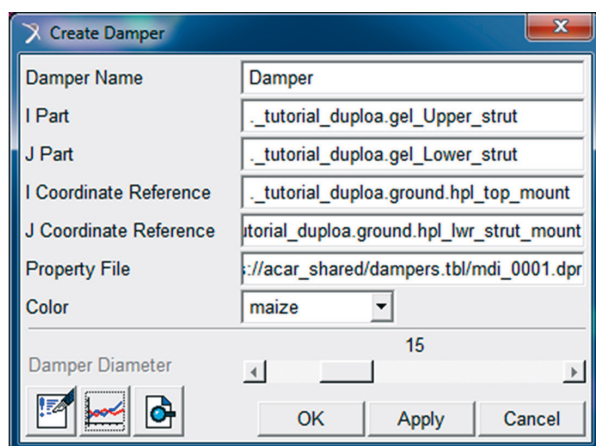 Create Damper
Damper Name Damper
I Part ._tutorial_duploa.gel_Upper_strut
J Part ._tutorial_duploa.gel_Lower_strut
I Coordinate Reference ._tutorial_duploa.ground.hpl_top_mount
J Coordinate Reference utorial_duploa.ground.hpl_lwr_strut_mount
Property File s://acar_shared/dampers.tbl/mdi_0001.dpr
Color maize
15
Damper Diameter
OK Apply Cancel